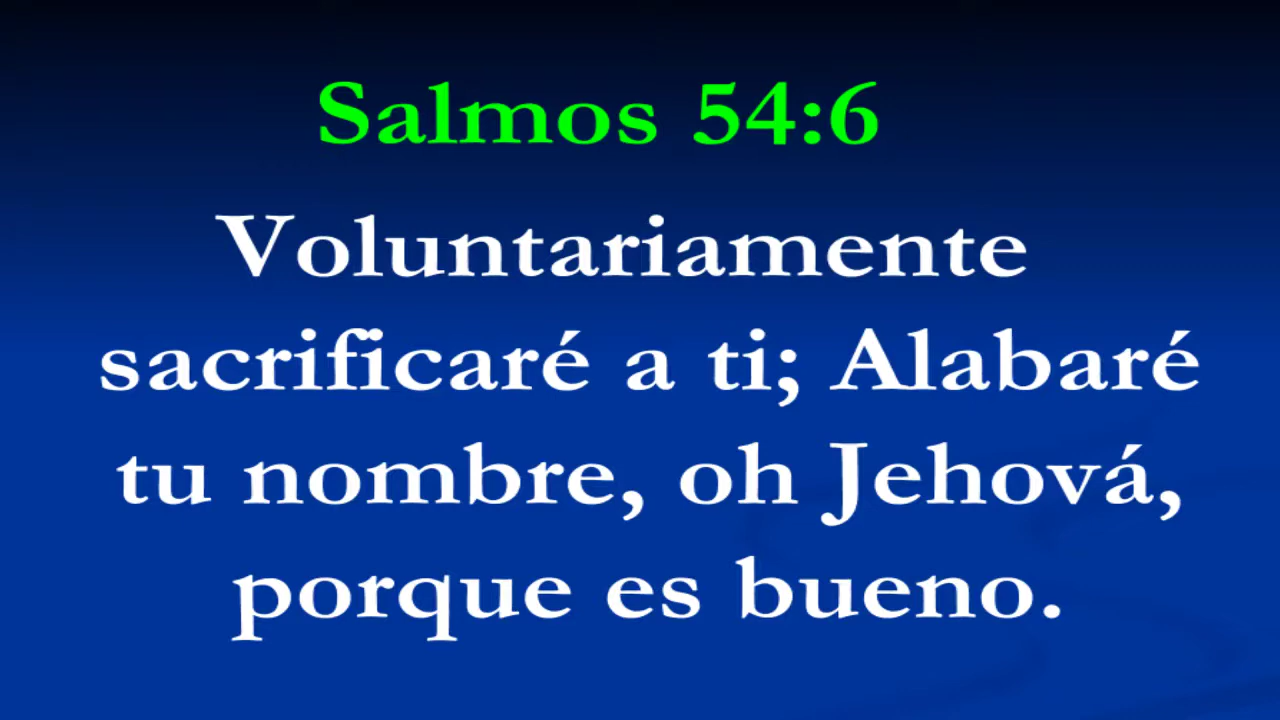 Salmos 54:6
Voluntariamente
sacrificaré a ti; Alabaré
tu nombre, oh Jehová,
porque es bueno.